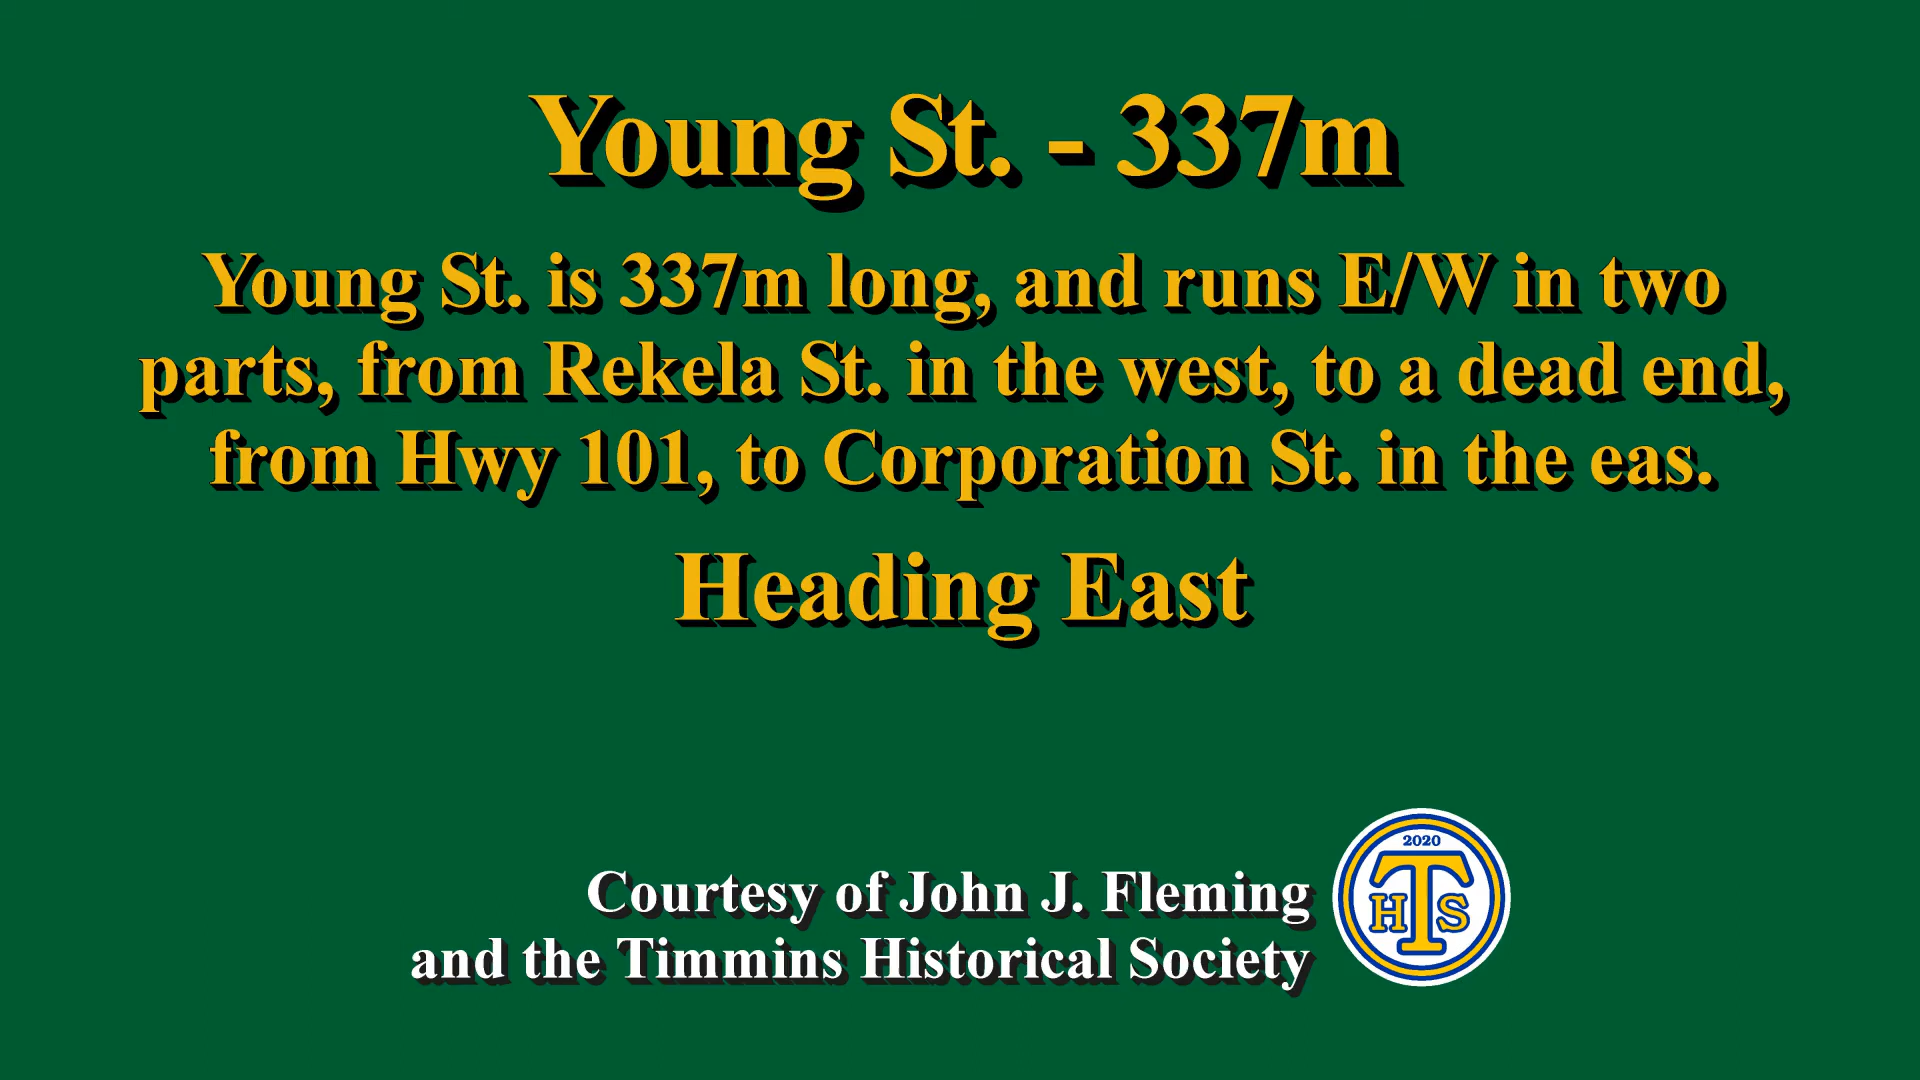 Young St. - 337m
Young St. is 337m long, and runs E/W in two
parts, from Rekela St. in the west, to a dead end,
from Hwy 101, to Corporation St. in the eas.
Heading East
Courtesy of John J. Fleming
and the Timmins Historical Society
2020
HTS